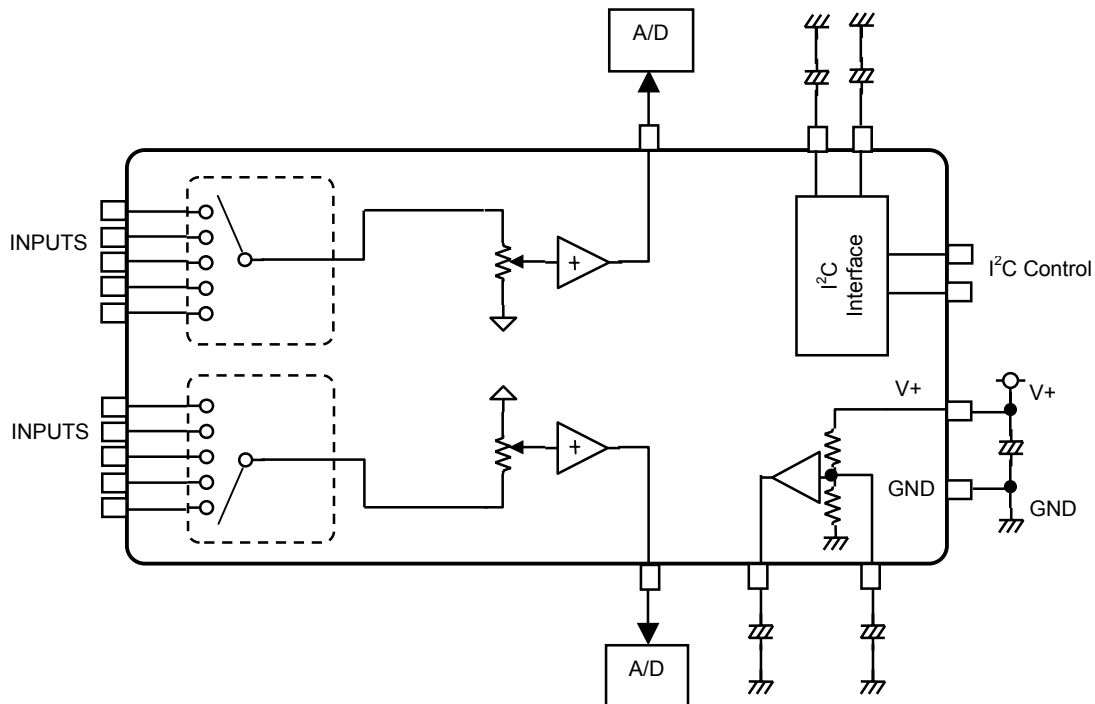 A/D
INPUTS
+
I²C
Interface
I²C Control
V+
V+
INPUTS
+
GND
GND
A/D